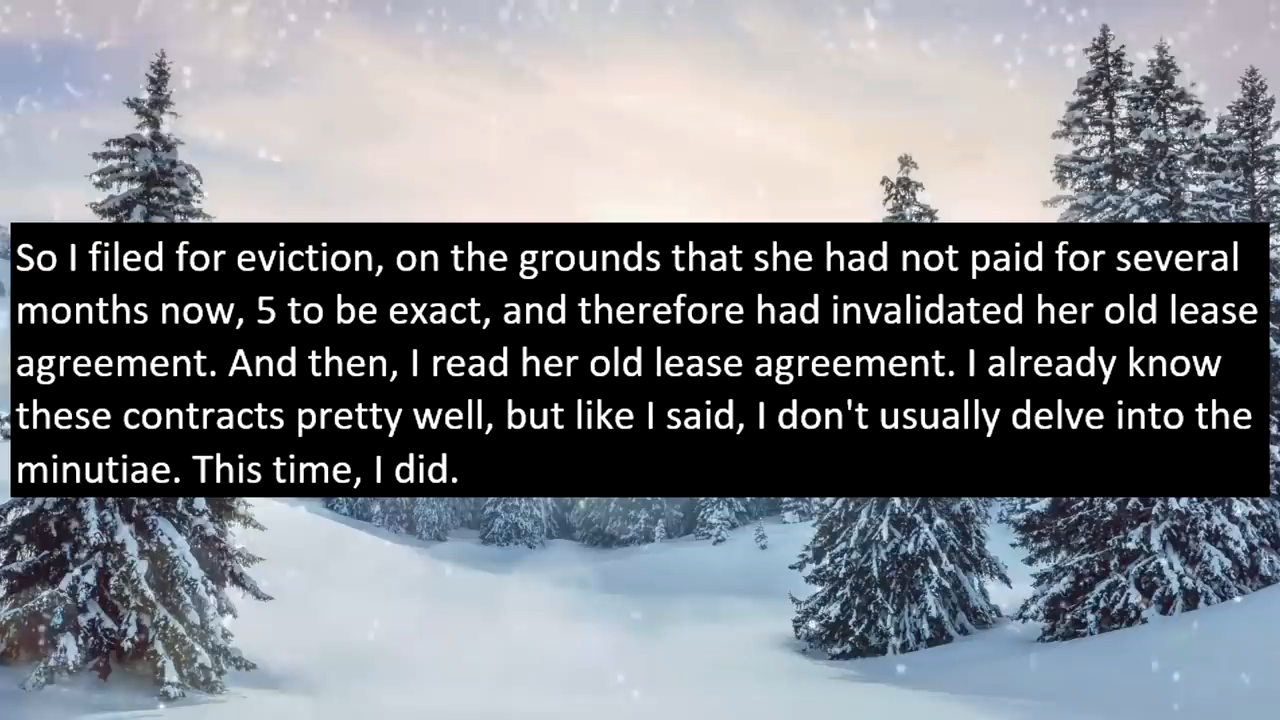 So I filed for eviction, on the grounds that she had not paid for several
months now, 5 to be exact, and therefore had invalidated her old lease
agreement. And then, I read her old lease agreement. I already know
these contracts pretty well, but like I said, I don't usually delve into the
minutiae. This time, I did.